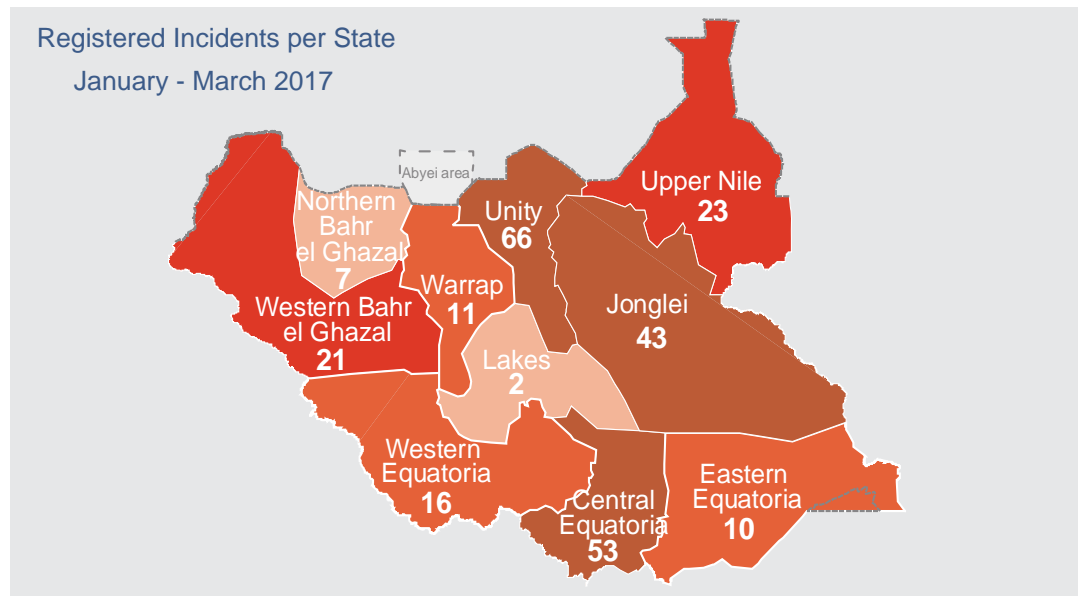 Registered Incidents per State
January - March 2017
Abyei area
Northern
Bahr
el Ghazal
7
Western Bahr
el Ghazal
21
Warrap
11
Unity
66
Upper Nile
23
Jonglei
43
Lakes
2
Western
Equatoria
16
Central
Equatoria
53
Eastern
Equatoria
10